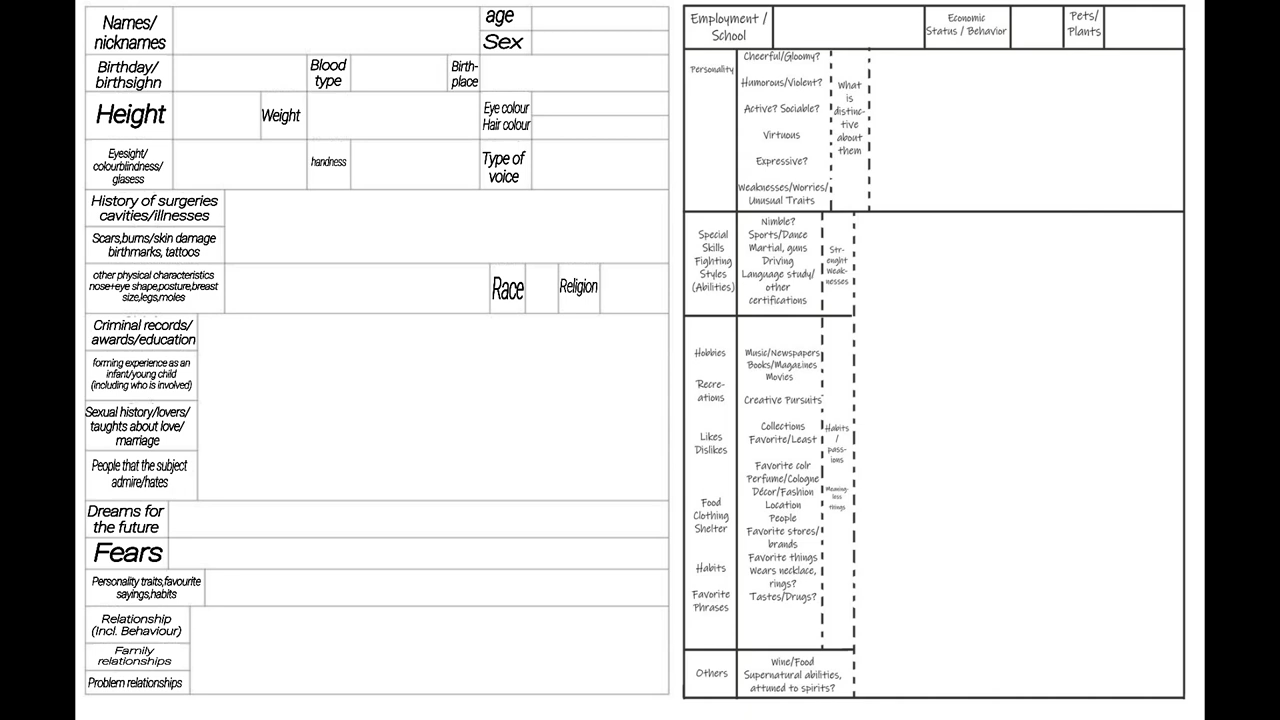 Names/
nicknames
age
Sex
Birthday/
birthsighn
Blood
type
Birth-
place
Height
Weight
Eye colour
Hair colour
Eyesight/
colourblindness/
glasess
handness
Type of
voice
History of surgeries
cavities/illnesses
Scars,burns/skin damage
birthmarks, tattoos
other physical characteristics
nose+eye shape,posture,breast
size,legs,moles
Race
Religion
Criminal records/
awards/education
forming experience as an
infant/young child
(including who is involved)
Sexual history/lovers/
taughts about love/
marriage
People that the subject
admire/hates
Dreams for
the future
Fears
Personality traits,favourite
sayings,habits
Relationship
(Incl. Behaviour)
Family
relationships
Problem relationships
Employment /
School
Economic
Status / Behavior
Pets/
Plants
Personality
Cheerful/Gloomy?
Humorous/Violent?
Active? Sociable?
Virtuous
Expressive?
Weaknesses/Worries/
Unusual Traits
What
is
distinc-
tive
about
them
Special
Skills
Fighting
Styles
(Abilities)
Nimble?
Sports/Dance
Martial, guns
Driving
Language study/
other
certifications
Str-
enght
Weak-
nesses
Hobbies
Recre-
ations
Likes
Dislikes
Food
Clothing
Shelter
Habits
Favorite
Phrases
Music/Newspapers
Books/Magazines
Movies
Creative Pursuits
Collections
Favorite/Least
Favorite colr
Perfume/Cologne
Décor/Fashion
Location
People
Favorite stores/
brands
Favorite things
Wears necklace,
rings?
Tastes/Drugs?
Habits
/
pass-
ions
Meaning-
less
things
Others
Wine/Food
Supernatural abilities,
attuned to spirits?